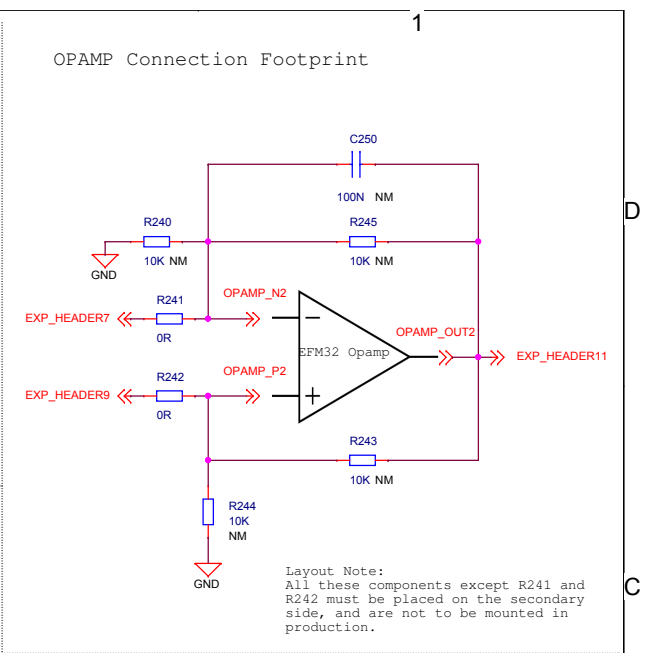 1
OPAMP Connection Footprint
C250
100N NM
D
R240
R245
10K NM
10K NM
GND
R241
OPAMP_N2
EXP_HEADER7
0R
OPAMP_OUT2
EFM32 Opamp
EXP_HEADER11
R242
OPAMP_P2
EXP_HEADER9
0R
R243
10K NM
R244
10K
NM
GND
Layout Note:
All these components except R241 and
R242 must be placed on the secondary
side, and are not to be mounted in
production.
C